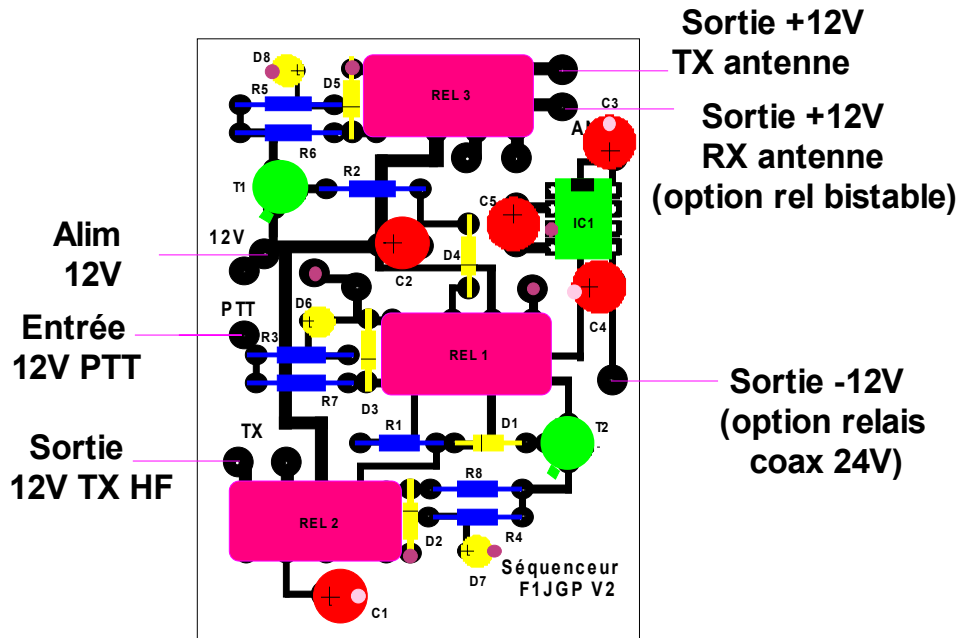 Sortie +12V
TX antenne
Sortie +12V
RX antenne
(option rel bistable)
Alim
12V
Entrée
12V PTT
Sortie
12V TX HF
Sortie -12V
(option relais
coax 24V)
D8
D5
R5
REL 3
C3
R6
R2
T1
C5
IC1
12V
D4
C2
PTT
D6
R3
C4
REL 1
R7
D3
TX
R1
D1
T2
R8
REL 2
D2
R4
D7
C1
Séquenceur
F1JGP V2